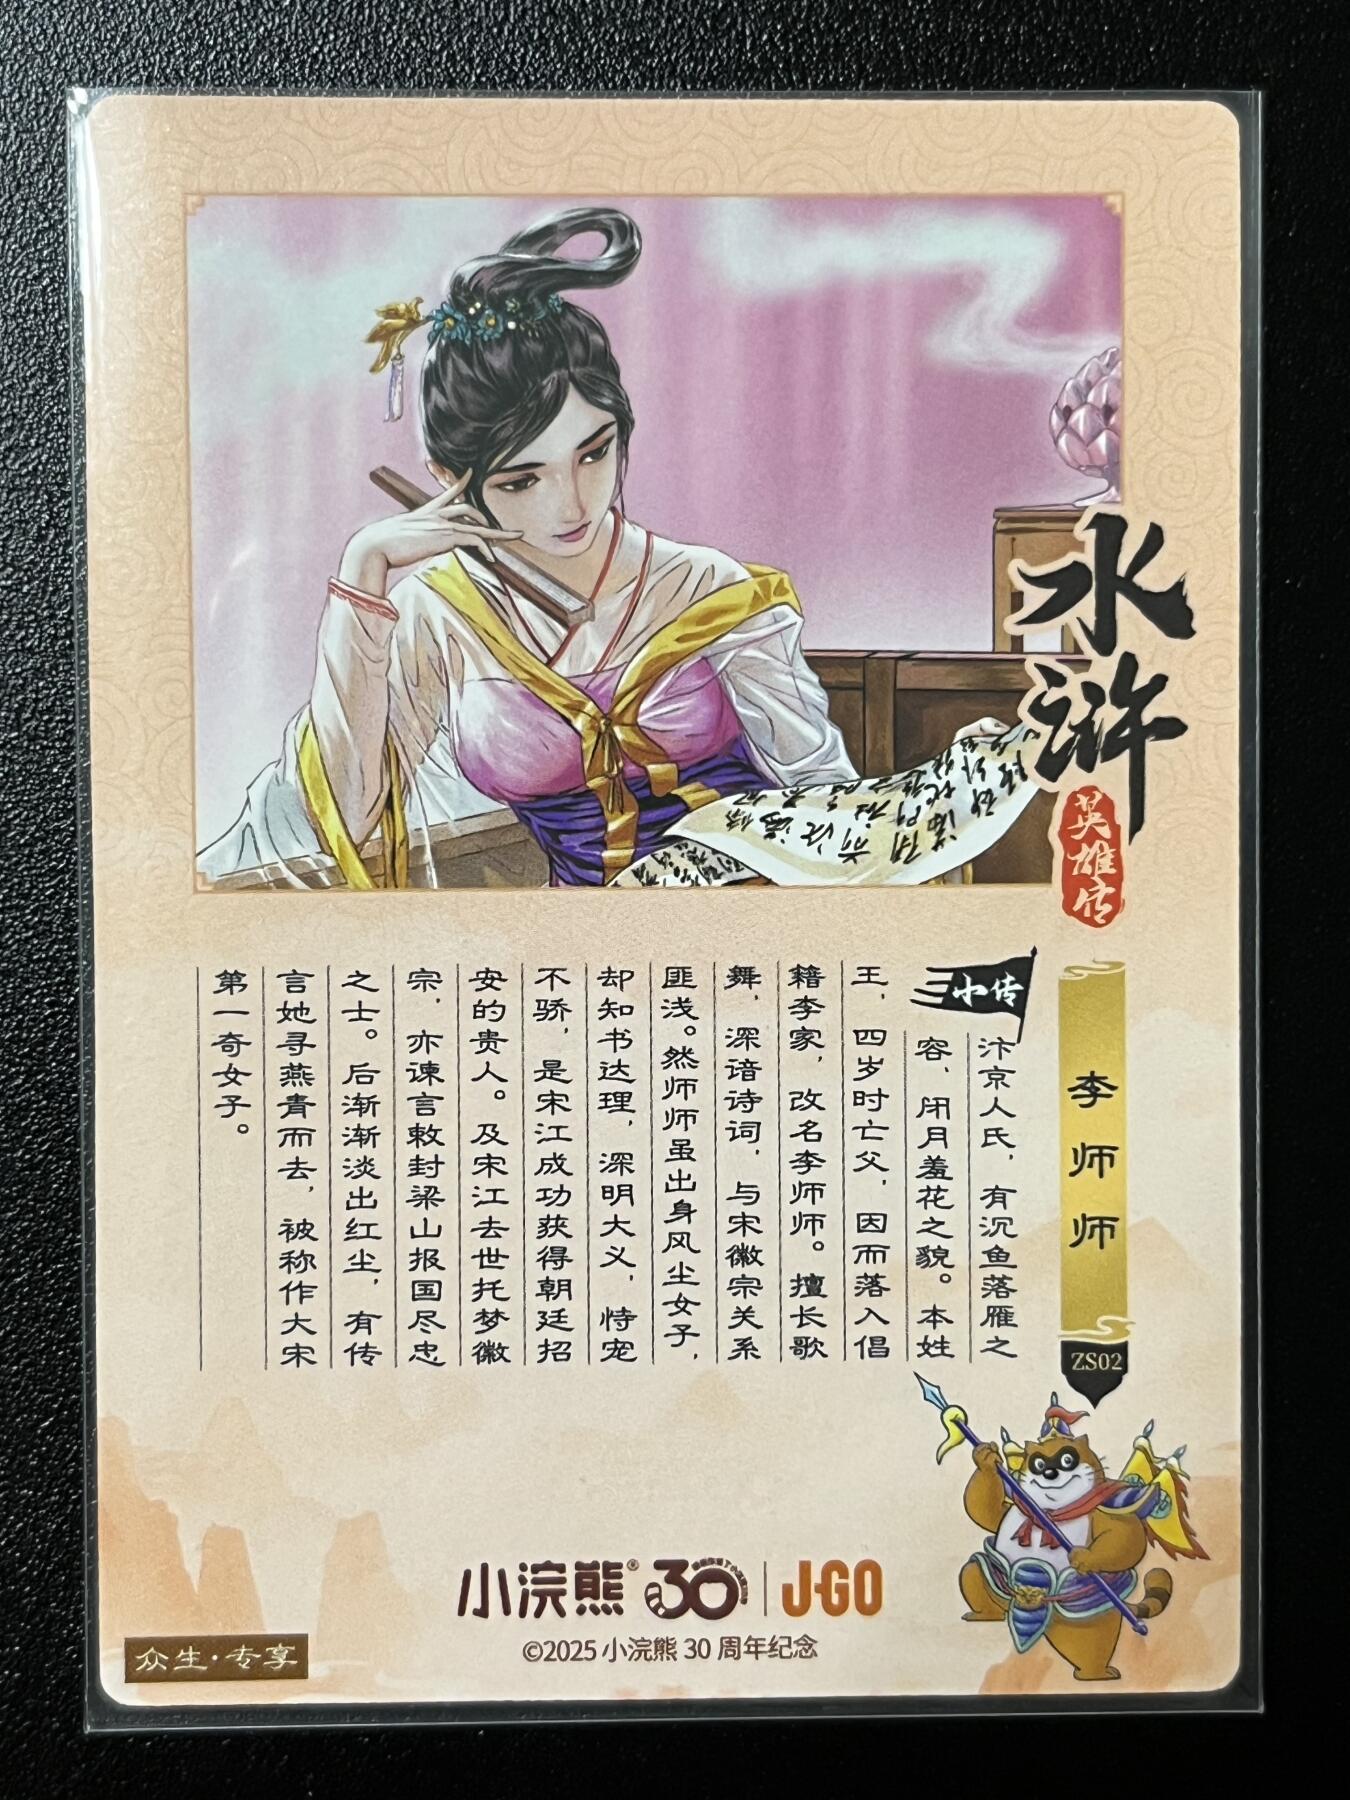 水浒
英雄传
李师师
ZS02
小传
汴京人氏，有沉鱼落雁之
容、闭月羞花之貌。本姓
王，四岁时亡父，因而落入倡
籍李家，改名李师师。擅长歌
舞，深谙诗词，与宋徽宗关系
匪浅。然师师虽出身风尘女子，
却知书达理，深明大义，恃宠
不骄，是宋江成功获得朝廷招
安的贵人。及宋江去世托梦徽
宗，亦谏言敕封梁山报国尽忠
之士。后渐渐淡出红尘，有传
言她寻燕青而去，被称作大宋
第一奇女子。
小浣熊® 30 | J-GO
©2025 小浣熊 30 周年纪念
众生·专享